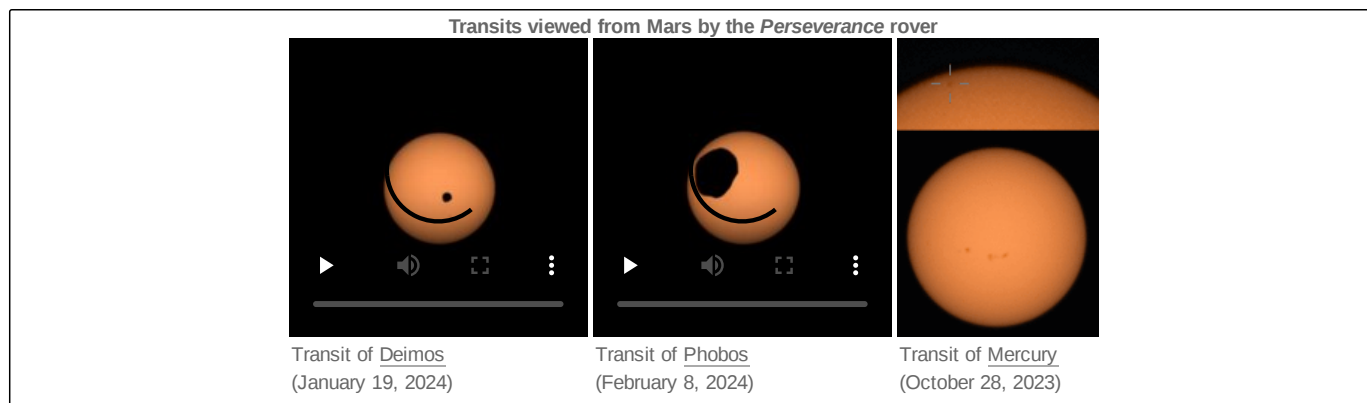 Transits viewed from Mars by the Perseverance rover
Transit of Deimos
(January 19, 2024)
Transit of Phobos
(February 8, 2024)
Transit of Mercury
(October 28, 2023)